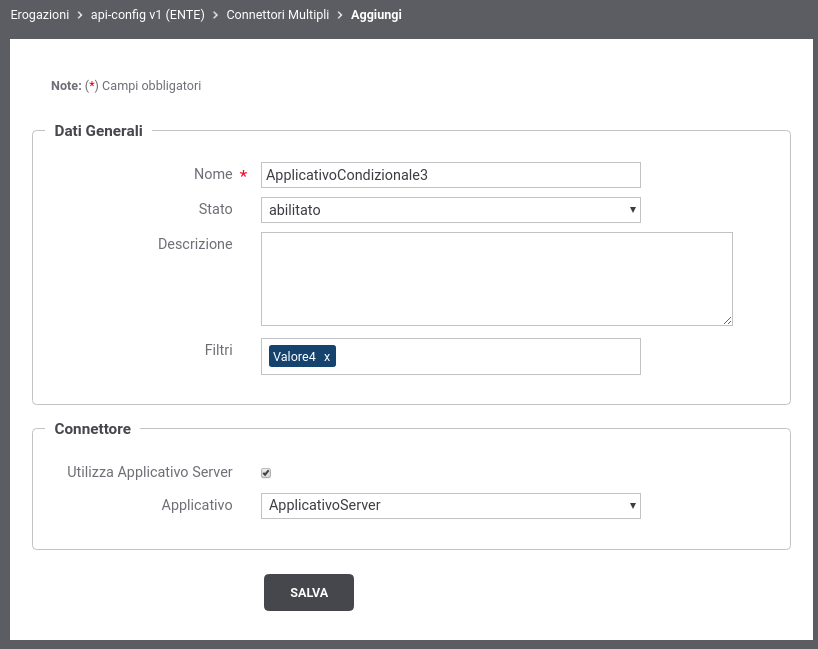 Erogazioni > api-config v1 (ENTE) > Connettori Multipli > Aggiungi
Note: (*) Campi obbligatori
Dati Generali
Nome * ApplicativoCondizionale3
Stato abilitato
Descrizione
Filtri Valore4 x
Connettore
Utilizza Applicativo Server
Applicativo ApplicativoServer
SALVA